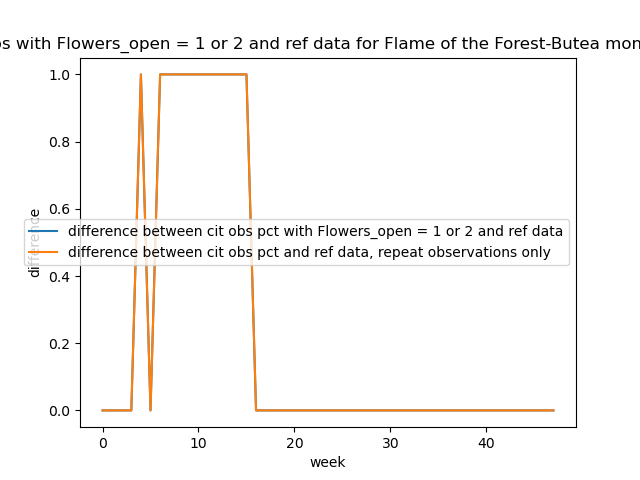 with Flowers_open = 1 or 2 and ref data for Flame of the Forest-Butea
1.0
0.8
0.6
0.4
0.2
0.0
difference
difference between cit obs pct with Flowers_open = 1 or 2 and ref data
difference between cit obs pct and ref data, repeat observations only
0 10 20 30 40
week